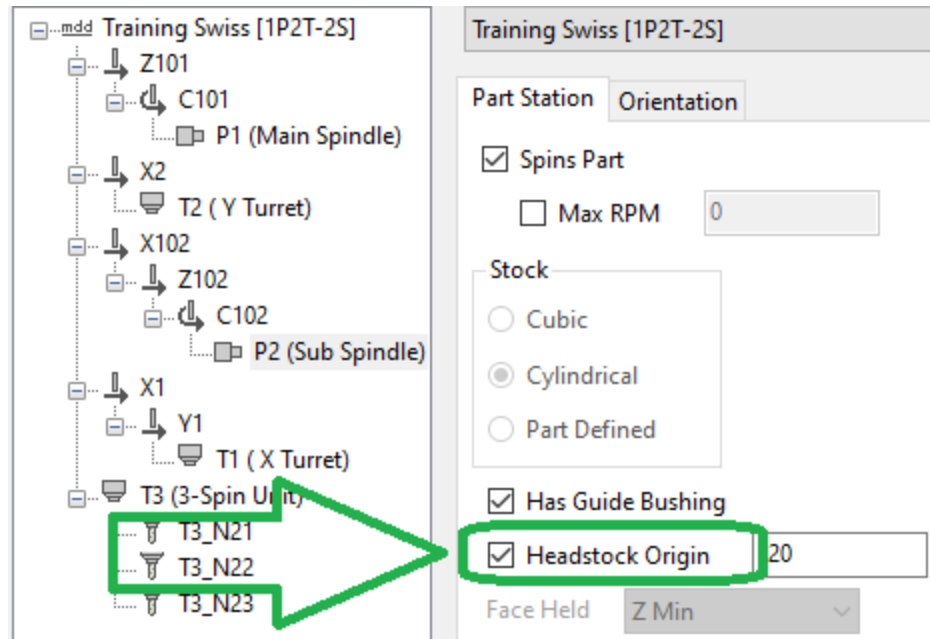 mdd Training Swiss [1P2T-2S]
Z101
C101
P1 (Main Spindle)
X2
T2 ( Y Turret)
X102
Z102
C102
P2 (Sub Spindle)
X1
Y1
T1 ( X Turret)
T3 (3-Spin Unit)
T3_N21
T3_N22
T3_N23
Training Swiss [1P2T-2S]
Part Station Orientation
Spins Part
Max RPM 0
Stock
Cubic
Cylindrical
Part Defined
Has Guide Bushing
Headstock Origin 20
Face Held Z Min